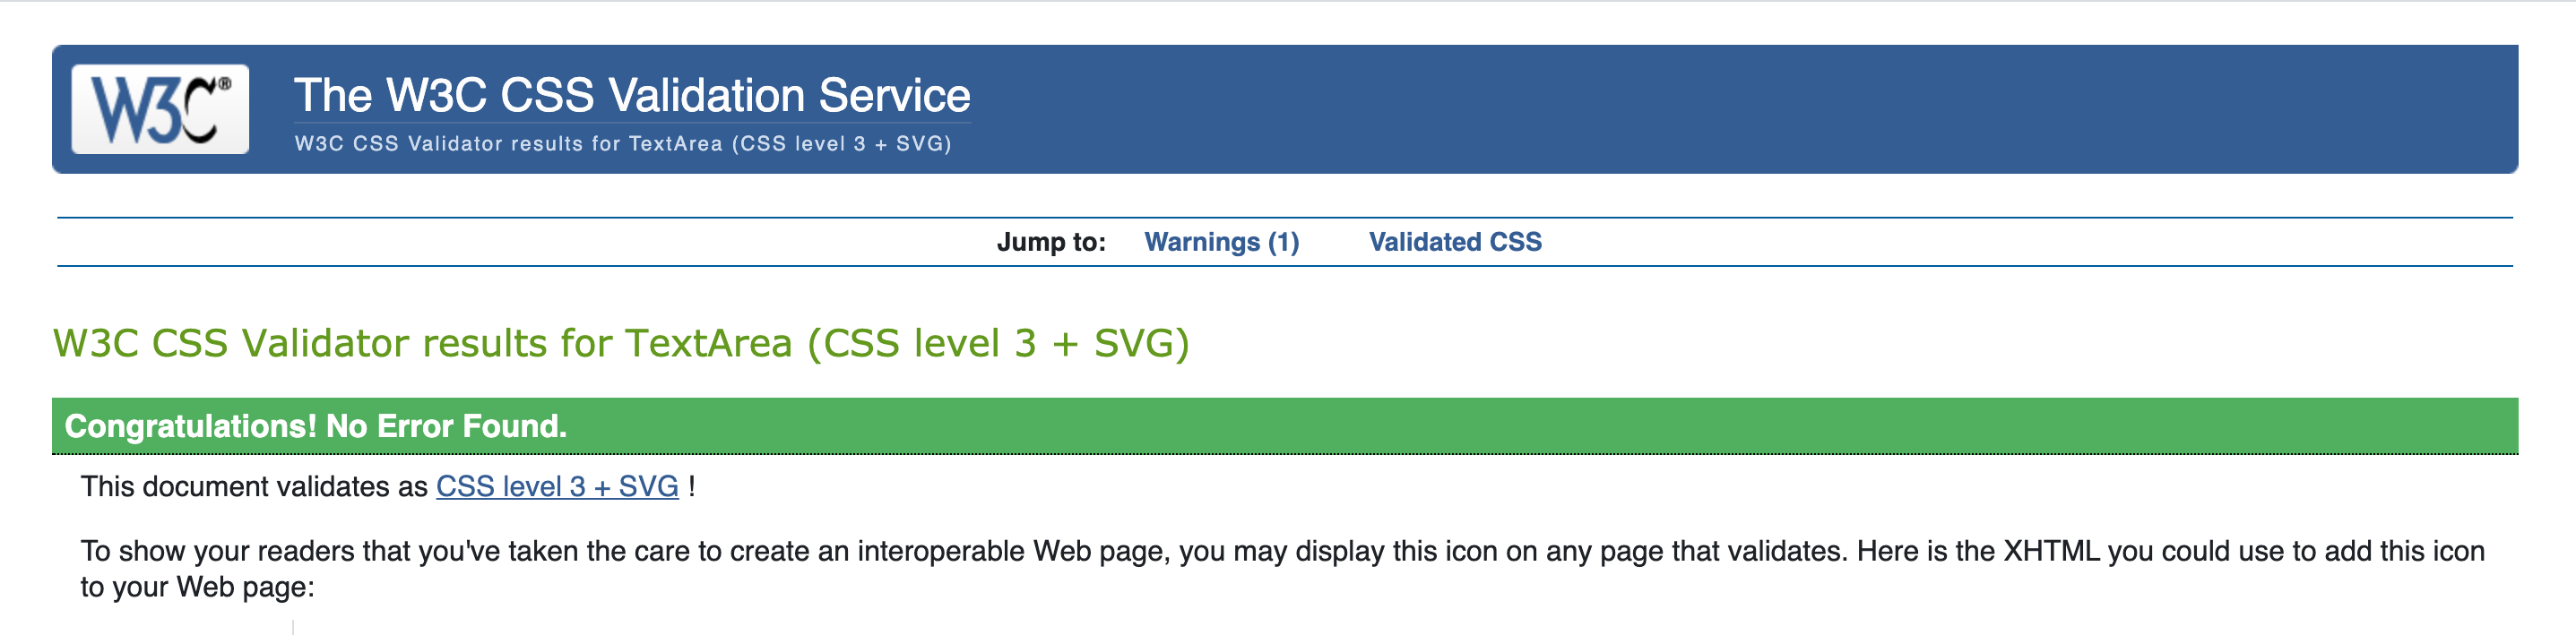 W3C®
The W3C CSS Validation Service
W3C CSS Validator results for TextArea (CSS level 3 + SVG)
Jump to: Warnings (1) Validated CSS
W3C CSS Validator results for TextArea (CSS level 3 + SVG)
Congratulations! No Error Found.
This document validates as CSS level 3 + SVG !
To show your readers that you've taken the care to create an interoperable Web page, you may display this icon on any page that validates. Here is the XHTML you could use to add this icon
to your Web page: